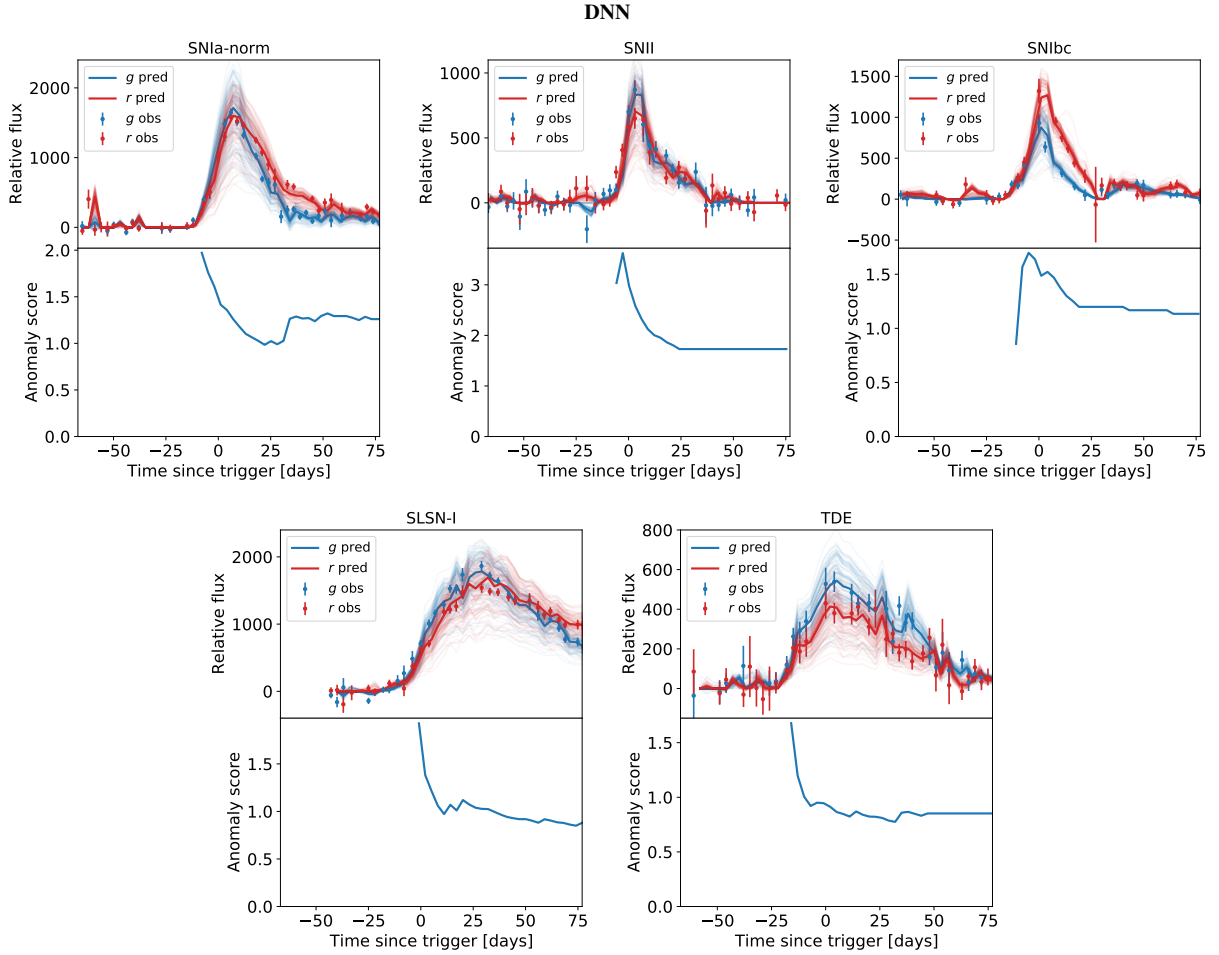 DNN
SNIa-norm
g pred
r pred
g obs
r obs
Relative flux
2000
1000
0
Anomaly score
2.0
1.5
1.0
0.5
0.0
−50 −25 0 25 50 75
Time since trigger [days]
SNII
g pred
r pred
g obs
r obs
Relative flux
1000
500
0
Anomaly score
3
2
1
0
−50 −25 0 25 50 75
Time since trigger [days]
SNIbc
g pred
r pred
g obs
r obs
Relative flux
1500
1000
500
0
−500
Anomaly score
1.5
1.0
0.5
0.0
−50 −25 0 25 50 75
Time since trigger [days]
SLSN-I
g pred
r pred
g obs
r obs
Relative flux
2000
1000
0
Anomaly score
1.5
1.0
0.5
0.0
−50 −25 0 25 50 75
Time since trigger [days]
TDE
g pred
r pred
g obs
r obs
Relative flux
800
600
400
200
0
Anomaly score
1.5
1.0
0.5
0.0
−50 −25 0 25 50 75
Time since trigger [days]